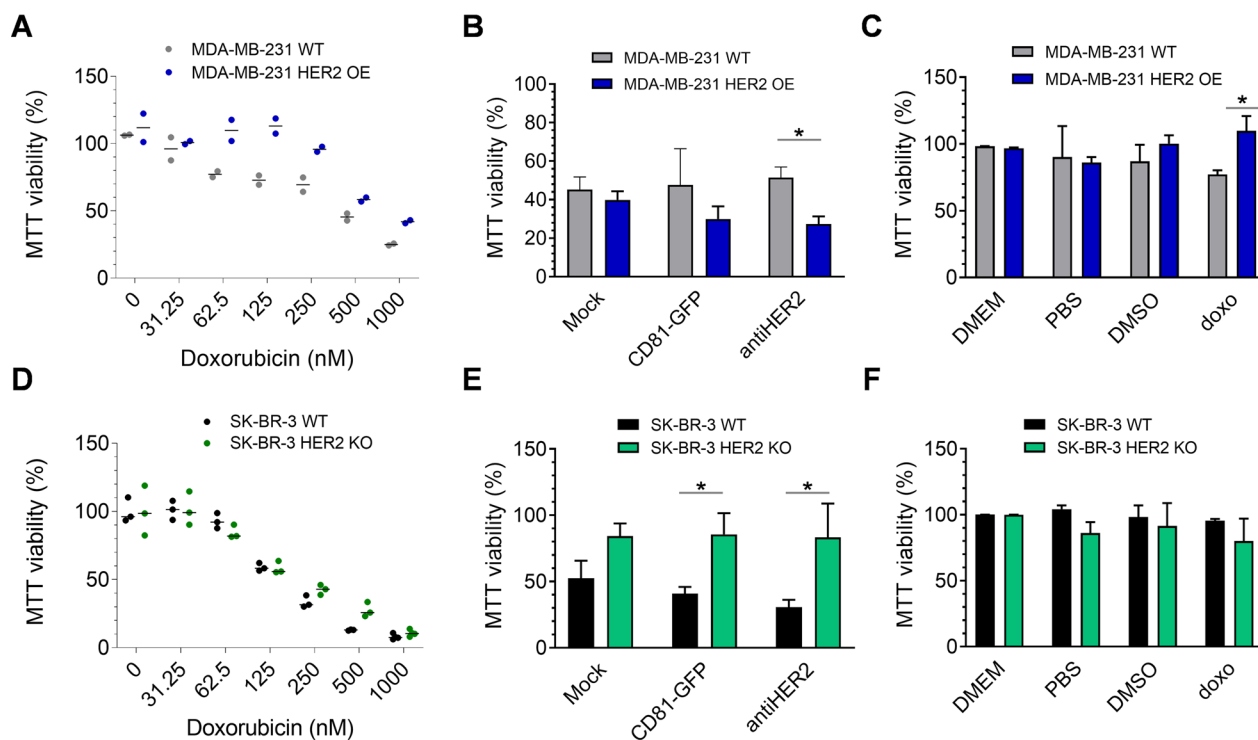 A
MDA-MB-231 WT
MDA-MB-231 HER2 OE
MTT viability (%)
150
100
50
0
0
31.25
62.5
125
250
500
1000
Doxorubicin (nM)
B
MDA-MB-231 WT
MDA-MB-231 HER2 OE
MTT viability (%)
100
80
60
40
20
0
*
Mock
CD81-GFP
antiHER2
C
MDA-MB-231 WT
MDA-MB-231 HER2 OE
MTT viability (%)
150
100
50
0
*
DMEM
PBS
DMSO
doxo
D
SK-BR-3 WT
SK-BR-3 HER2 KO
MTT viability (%)
150
100
50
0
0
31.25
62.5
125
250
500
1000
Doxorubicin (nM)
E
SK-BR-3 WT
SK-BR-3 HER2 KO
MTT viability (%)
150
100
50
0
*
*
Mock
CD81-GFP
antiHER2
F
SK-BR-3 WT
SK-BR-3 HER2 KO
MTT viability (%)
150
100
50
0
DMEM
PBS
DMSO
doxo